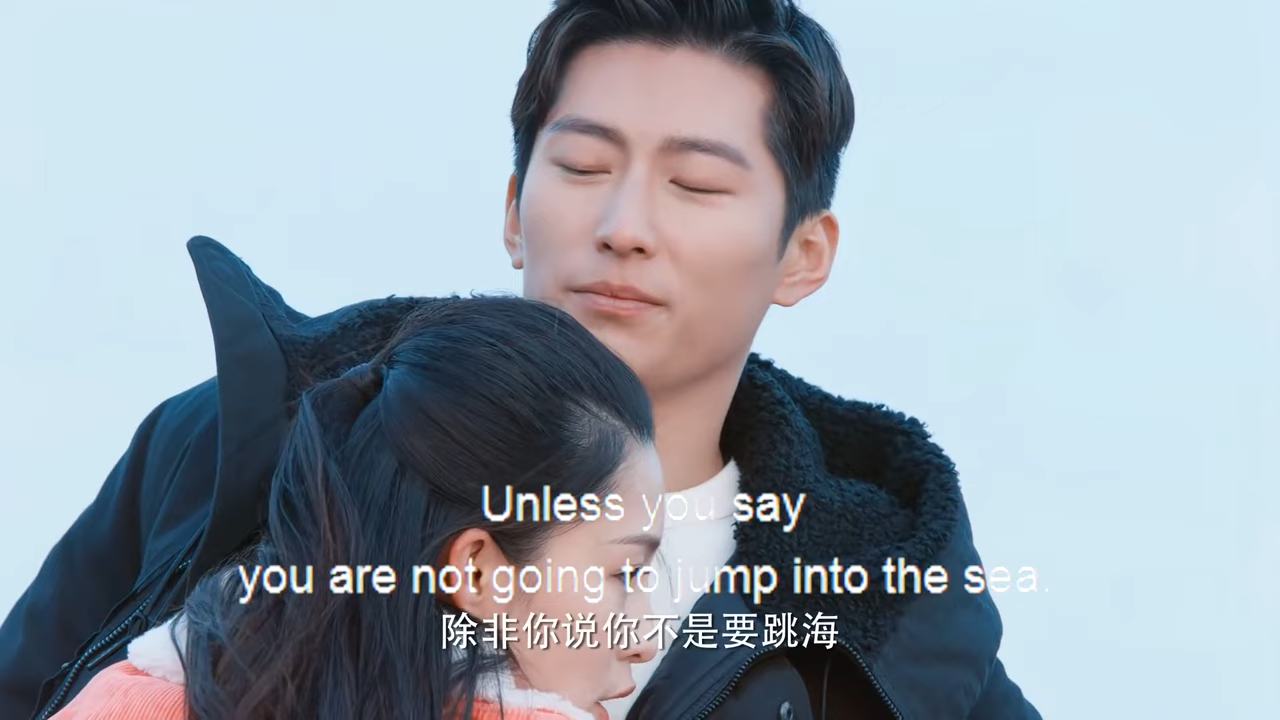 Unless you say
you are not going to jump into the sea.
除非你说你不是要跳海